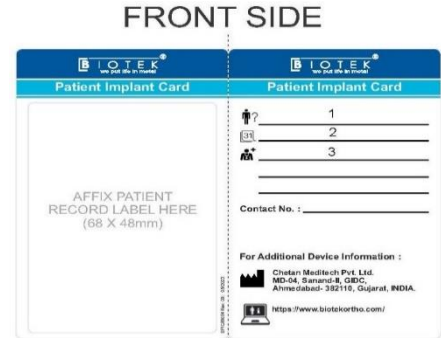 FRONT SIDE
BIOTEK®
we put life in metal
Patient Implant Card
AFFIX PATIENT
RECORD LABEL HERE
(68 X 48mm)
BIOTEK®
we put life in metal
Patient Implant Card
? 1
31 2
3
Contact No. :
For Additional Device Information :
Chetan Meditech Pvt. Ltd.
MD-04, Sanand-II, GIDC,
Ahmedabad- 382110, Gujarat, INDIA.
https://www.biotekortho.com/